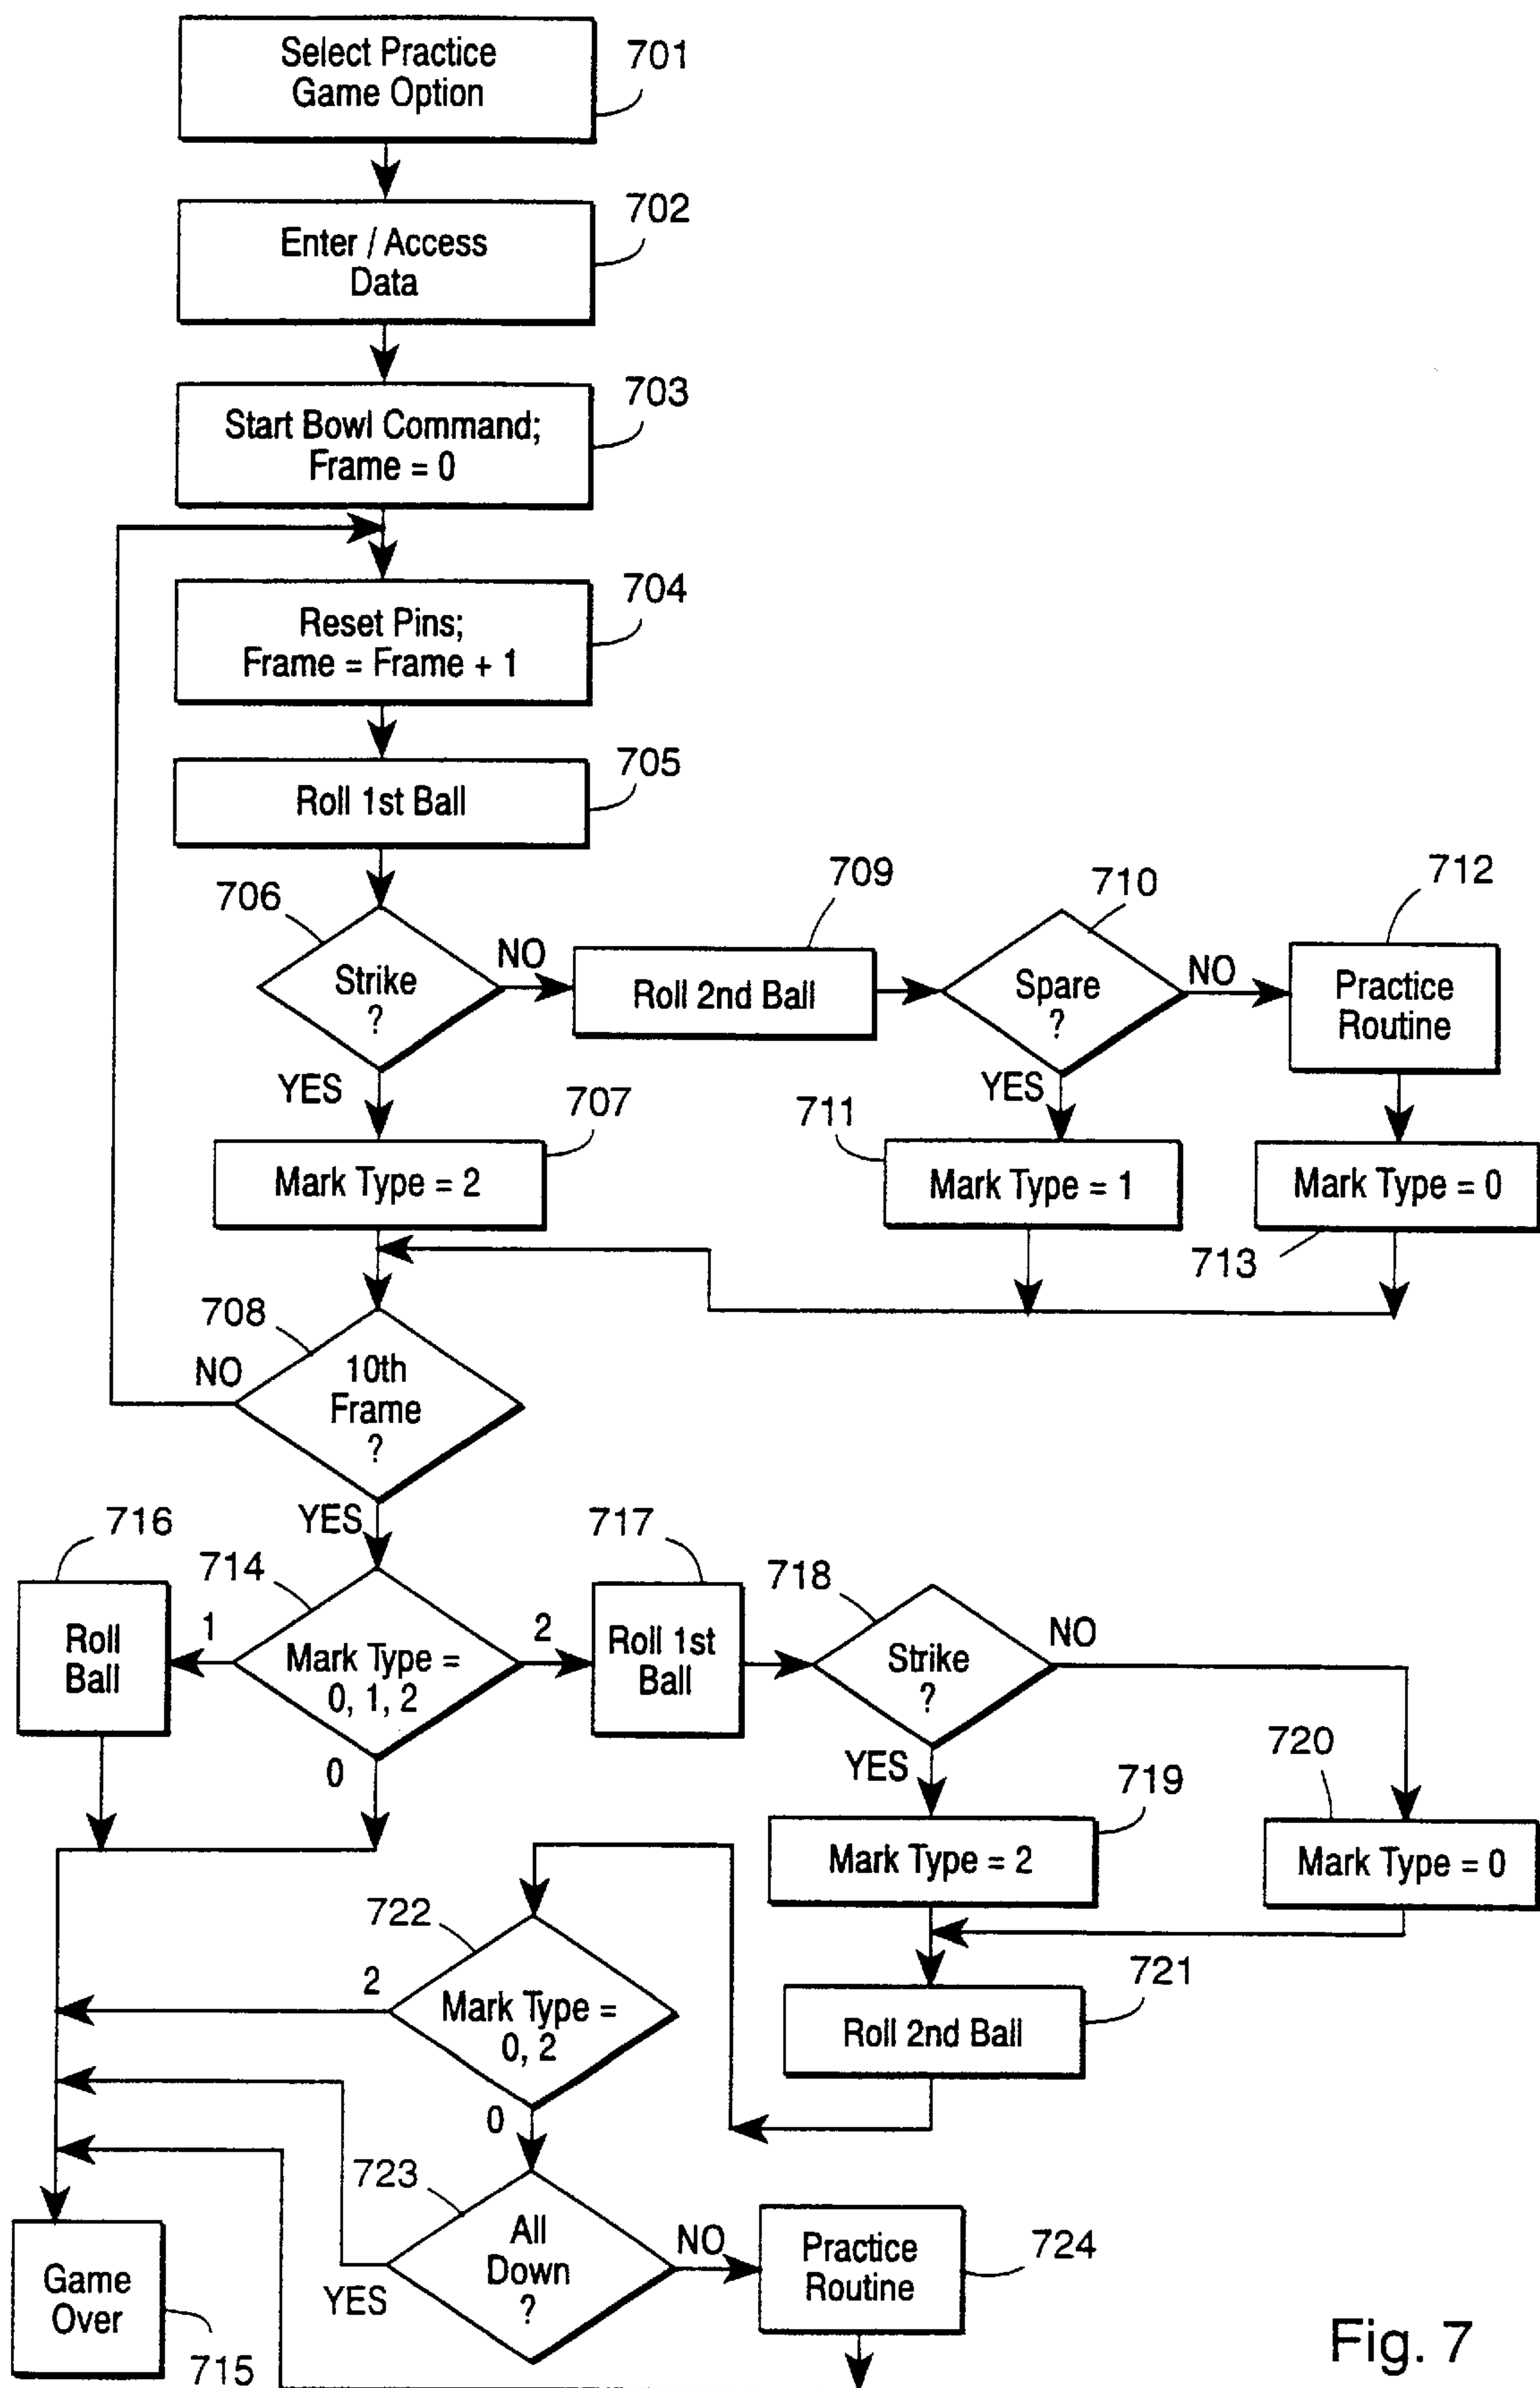 Select Practice
Game Option
701
Enter / Access
Data
702
Start Bowl Command;
Frame = 0
703
Reset Pins;
Frame = Frame + 1
704
Roll 1st Ball
705
706
Strike
?
NO
YES
709
Roll 2nd Ball
710
Spare
?
NO
YES
712
Practice
Routine
707
Mark Type = 2
711
Mark Type = 1
Mark Type = 0
713
708
10th
Frame
?
NO
YES
716
Roll
Ball
714
1
Mark Type =
0, 1, 2
2
0
717
Roll 1st
Ball
718
Strike
?
NO
YES
719
Mark Type = 2
720
Mark Type = 0
721
Roll 2nd Ball
722
2
Mark Type =
0, 2
0
723
All
Down
?
YES
NO
Practice
Routine
724
Game
Over
715
Fig. 7